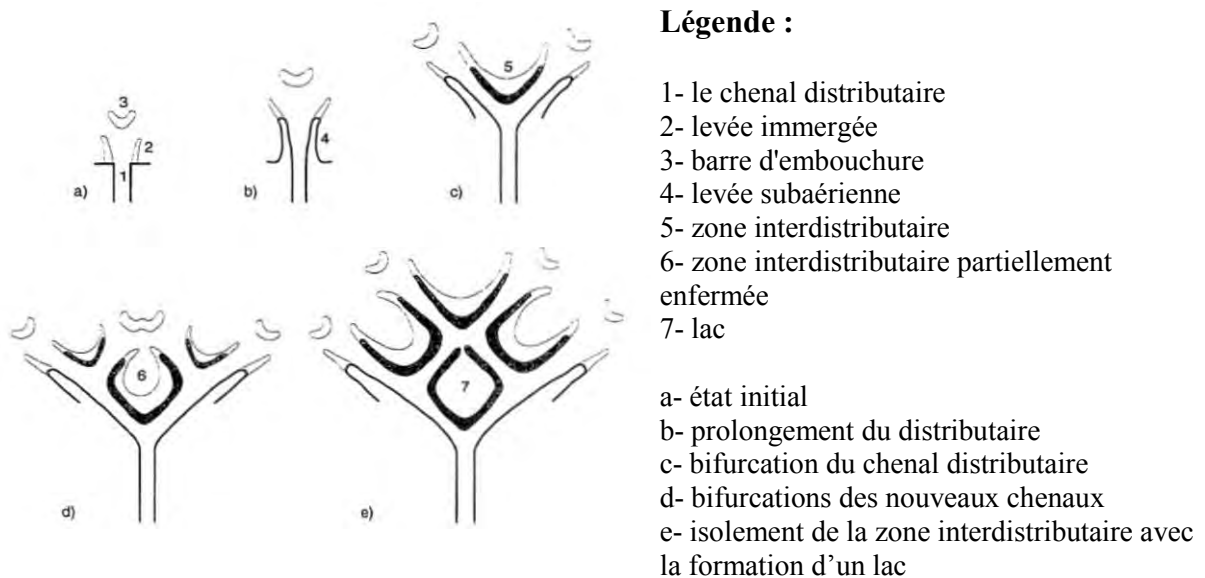 Légende :
1- le chenal distributaire
2- levée immergée
3- barre d'embouchure
4- levée subaérienne
5- zone interdistributaire
6- zone interdistributaire partiellement
enfermée
7- lac
a- état initial
b- prolongement du distributaire
c- bifurcation du chenal distributaire
d- bifurcations des nouveaux chenaux
e- isolement de la zone interdistributaire avec
la formation d’un lac
3
2
1
a)
4
b)
5
c)
6
d)
7
e)